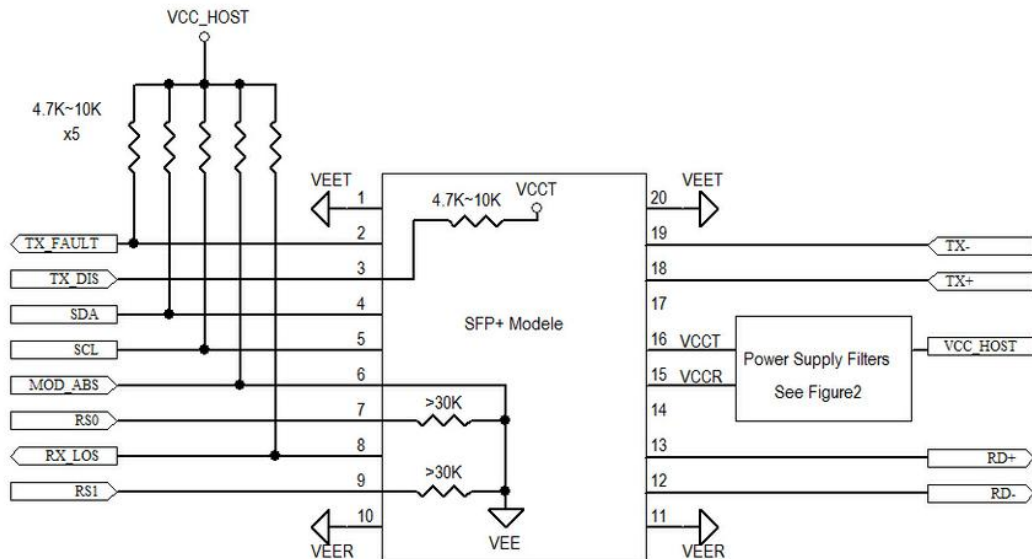 VCC_HOST
4.7K~10K
x5
VEET
1
TX_FAULT
2
TX_DIS
3
SDA
4
SCL
5
MOD_ABS
6
RS0
7
RX_LOS
8
RS1
9
VEER
10
4.7K~10K
VCCT
SFP+ Modele
>30K
>30K
VEE
20
VEET
19
TX-
18
TX+
17
16
VCCT
15
VCCR
Power Supply Filters
See Figure2
VCC_HOST
14
13
RD+
12
RD-
11
VEER